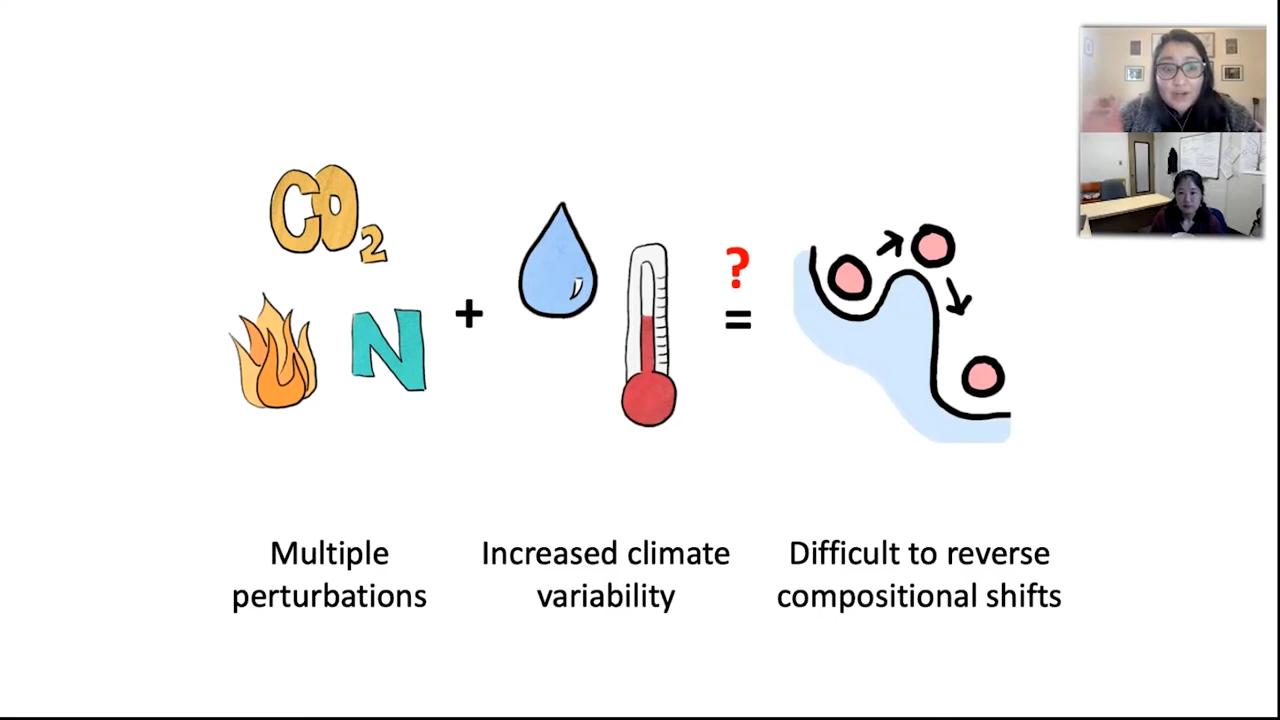 CO2
N
+
?
=
Multiple
perturbations
Increased climate
variability
Difficult to reverse
compositional shifts